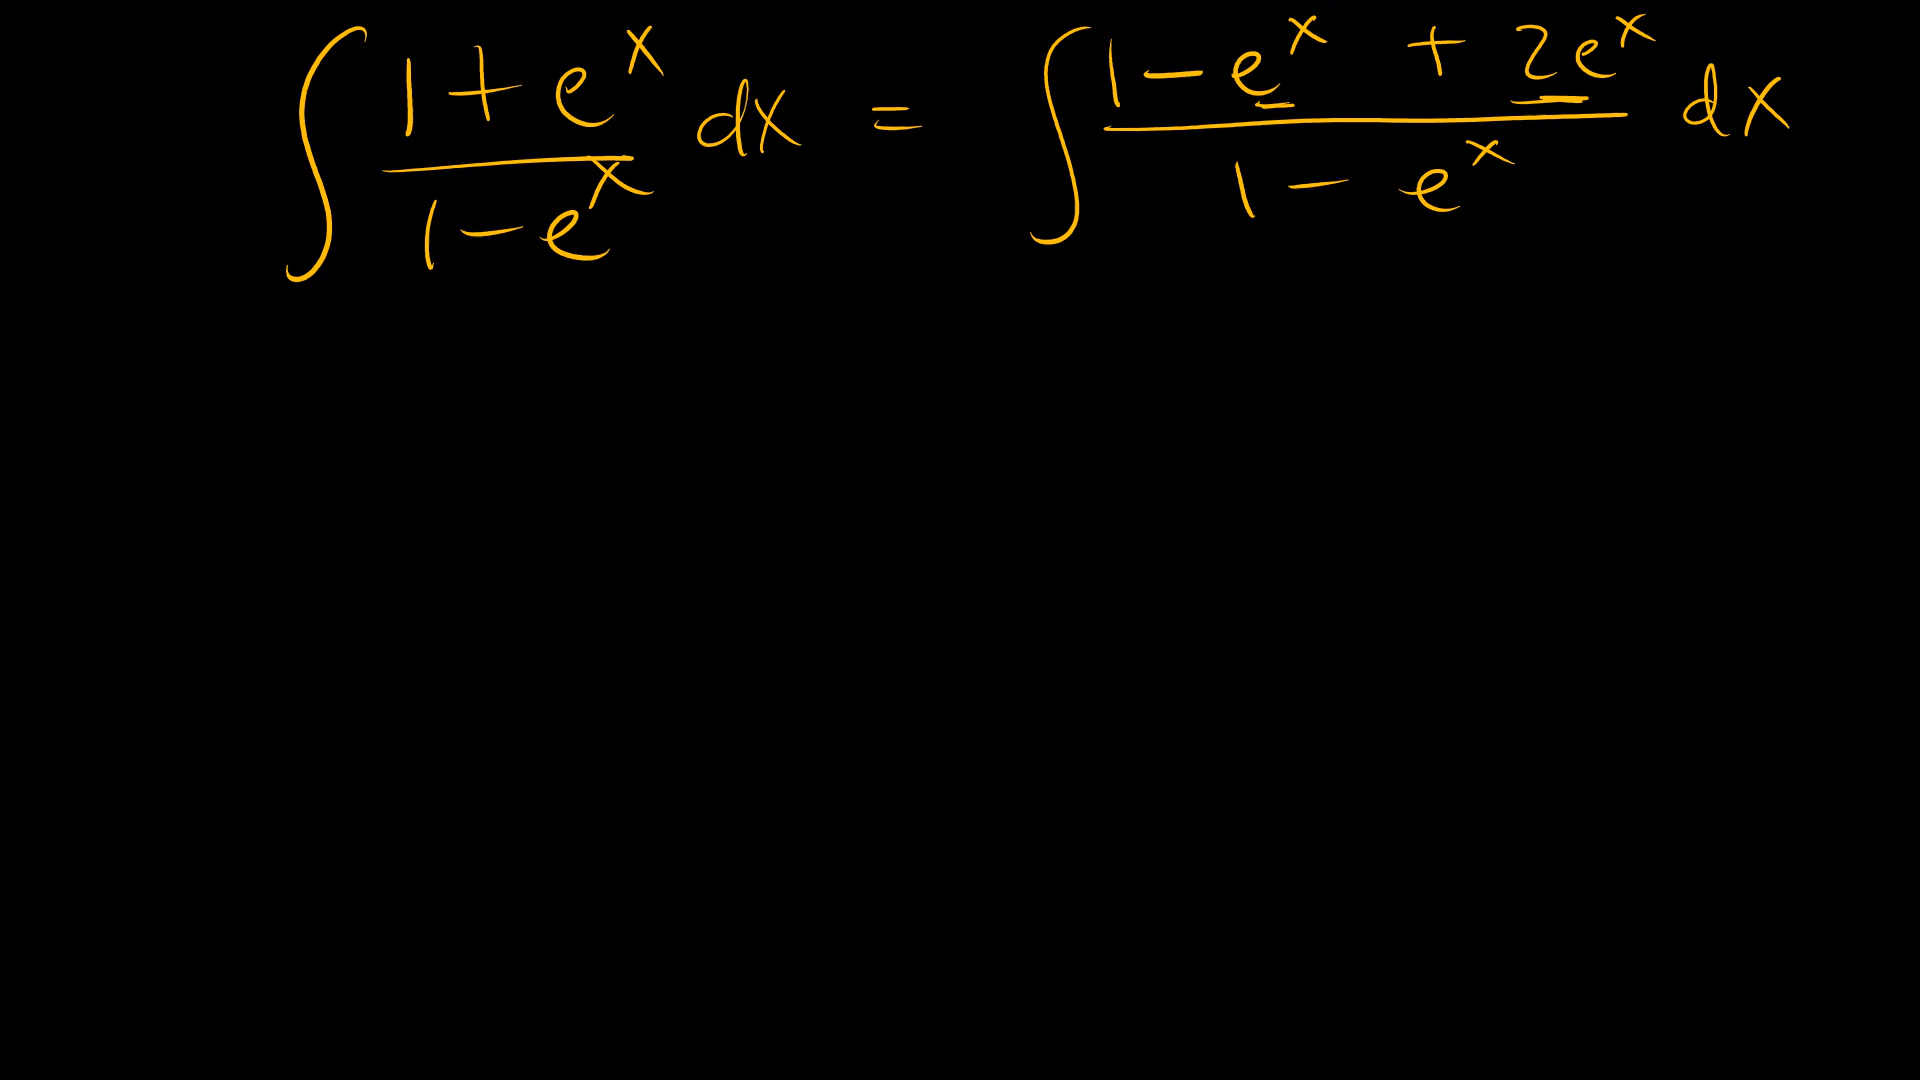 ∫ (1 + e^x)/(1 - e^x) dx = ∫ (1 - e^x + 2e^x)/(1 - e^x) dx